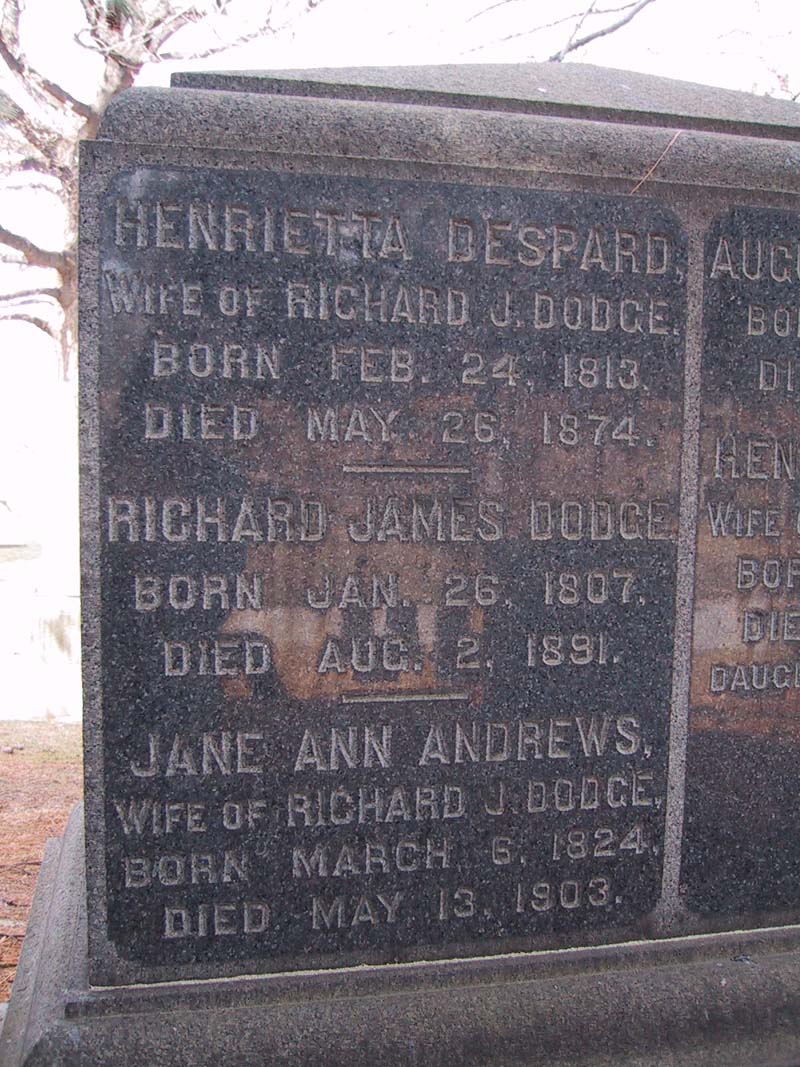 HENRIETTA DESPARD,
WIFE OF RICHARD J. DODGE.
BORN FEB. 24, 1813.
DIED MAY 26, 1874.
RICHARD JAMES DODGE
BORN JAN. 26, 1807.
DIED AUG. 2, 1891.
JANE ANN ANDREWS,
WIFE OF RICHARD J. DODGE,
BORN MARCH 6, 1824.
DIED MAY 13, 1903.
WIFE